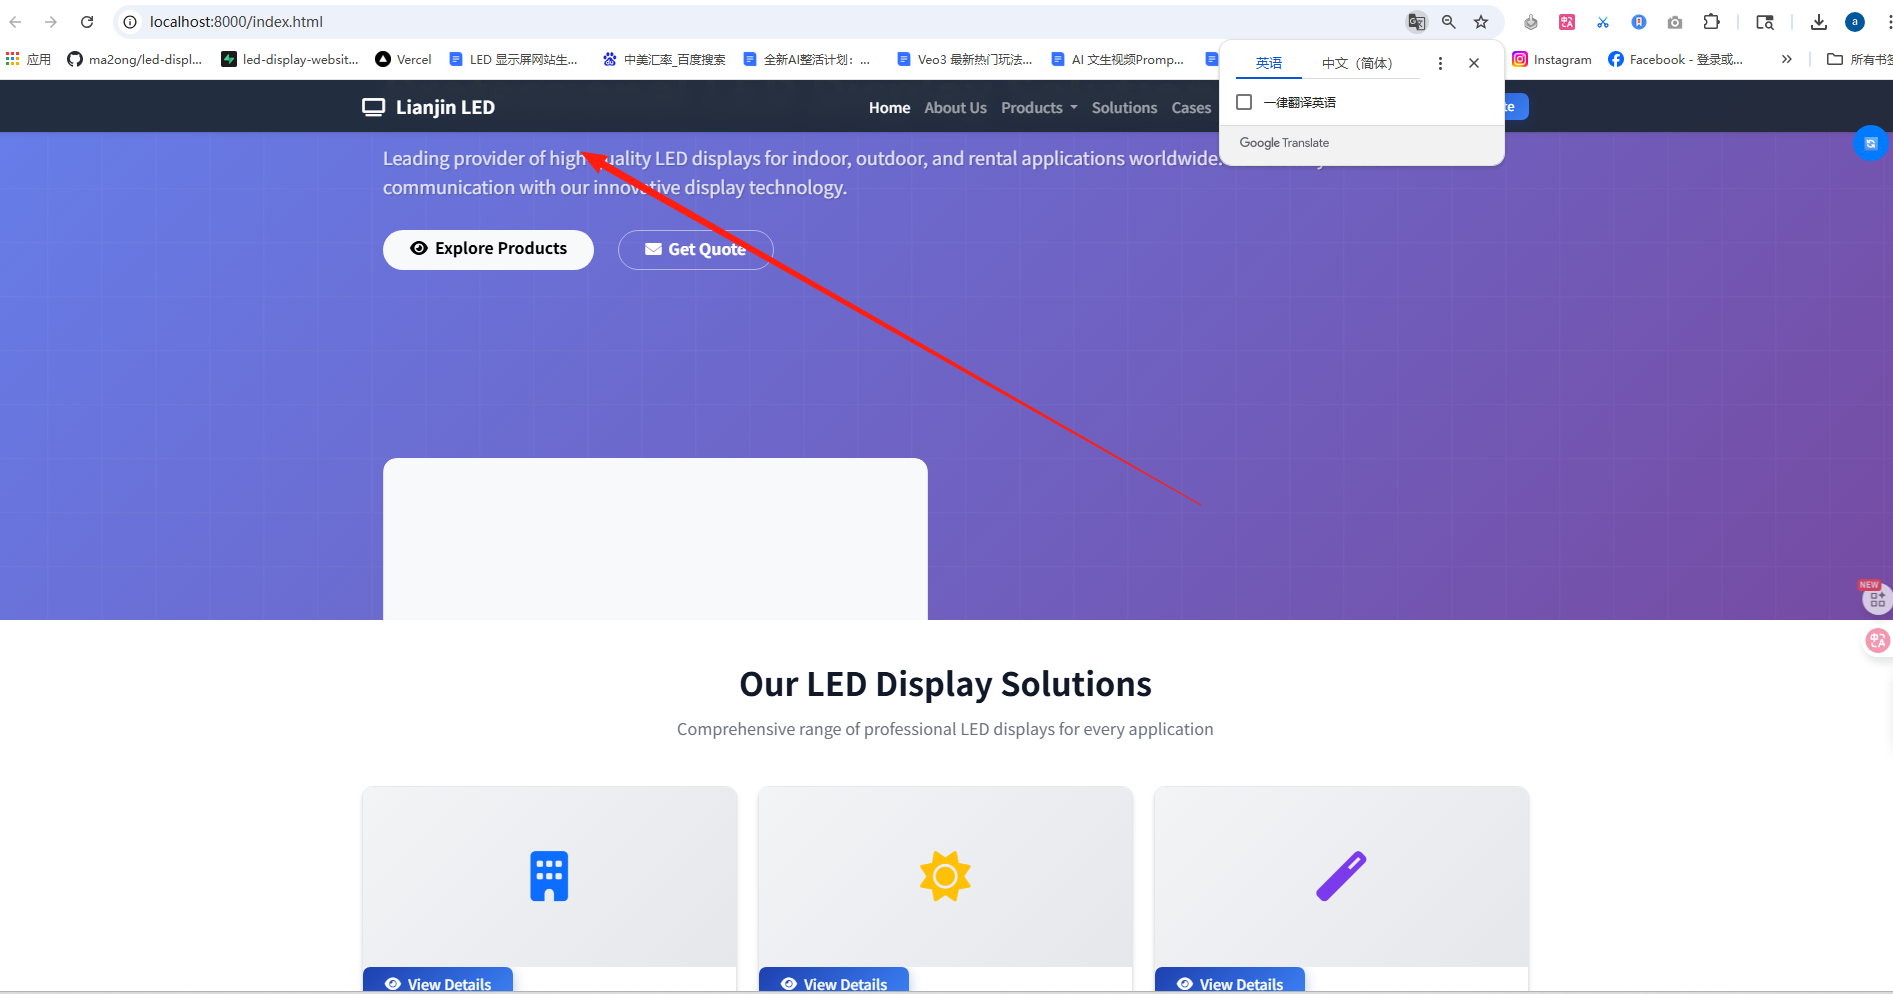 localhost:8000/index.html
应用
ma2ong/led-displ...
led-display-websit...
Vercel
LED 显示屏网站生...
中美汇率_百度搜索
全新AI整活计划：...
Veo3 最新热门玩法...
AI 文生视频Promp...
Instagram
Facebook - 登录或...
所有书签
a
英语
中文（简体）
一律翻译英语
Google Translate
Lianjin LED
Home
About Us
Products
Solutions
Cases
Leading provider of high-quality LED displays for indoor, outdoor, and rental applications worldwide.
communication with our innovative display technology.
Explore Products
Get Quote
NEW
Our LED Display Solutions
Comprehensive range of professional LED displays for every application
View Details
View Details
View Details